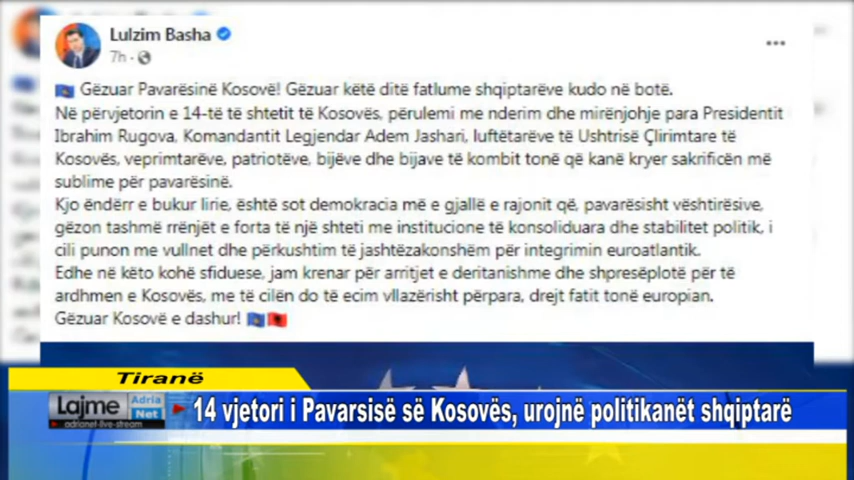 Lulzim Basha
7h
Gëzuar Pavarësinë Kosovë! Gëzuar këtë ditë fatlume shqiptarëve kudo në botë.
Në përvjetorin e 14-të të shtetit të Kosovës, përulemi me nderim dhe mirënjohje para Presidentit
Ibrahim Rugova, Komandantit Legjendar Adem Jashari, luftëtarëve të Ushtrisë Çlirimtare të
Kosovës, veprimtarëve, patriotëve, bijëve dhe bijave të kombit tonë që kanë kryer sakrificën më
sublime për pavarësinë.
Kjo ëndërr e bukur lirie, është sot demokracia më e gjallë e rajonit që, pavarësisht vështirësive,
gëzon tashmë rrënjët e forta të një shteti me institucione të konsoliduara dhe stabilitet politik, i
cili punon me vullnet dhe përkushtim të jashtëzakonshëm për integrimin euroatlantik.
Edhe në këto kohë sfiduese, jam krenar për arritjet e deritanishme dhe shpresëplotë për të
ardhmen e Kosovës, me të cilën do të ecim vllazërisht përpara, drejt fatit tonë europian.
Gëzuar Kosovë e dashur!
Tiranë
Lajme Adria Net
adrianet-live-stream
14 vjetori i Pavarsisë së Kosovës, urojnë politikanët shqiptarë